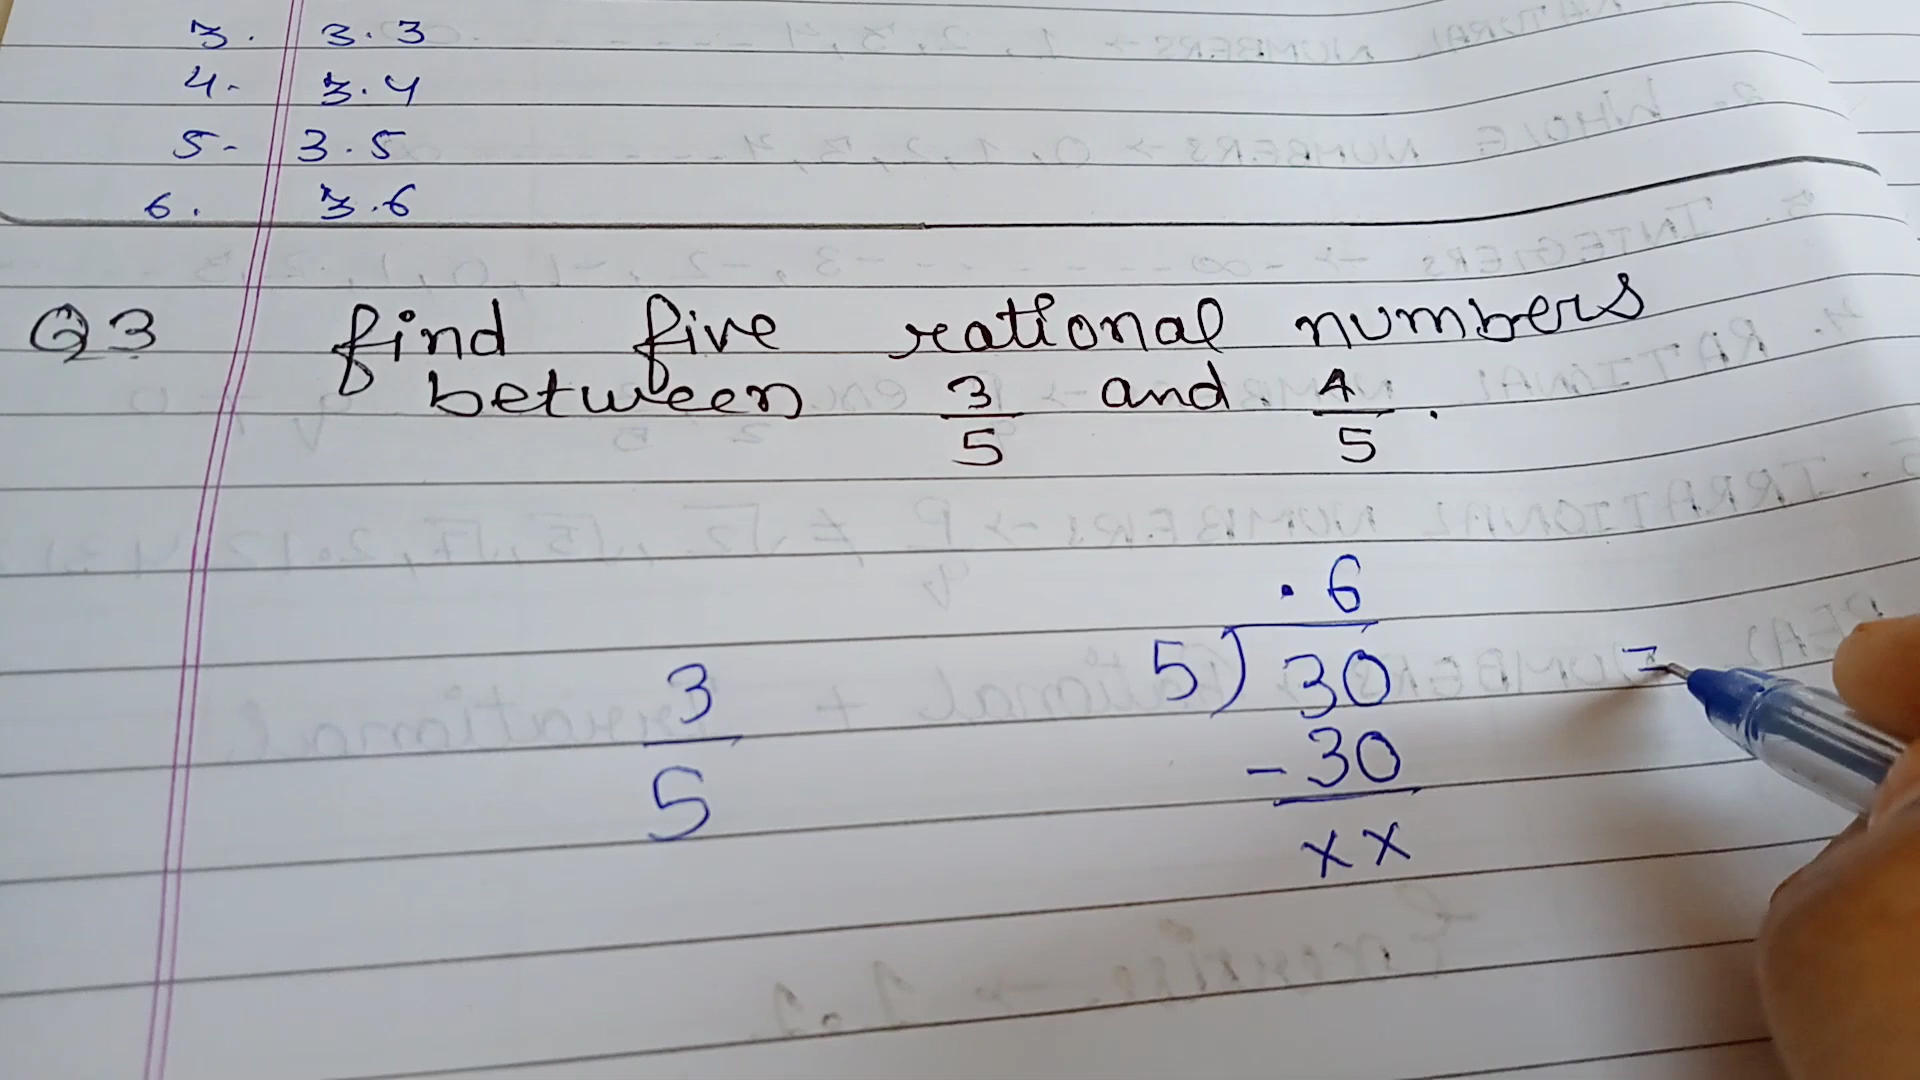 3. 3.3
4. 3.4
5. 3.5
6. 3.6
Q3 find five rational numbers
between 3/5 and 4/5.
.6
3/5 5)30 =
-30
xx